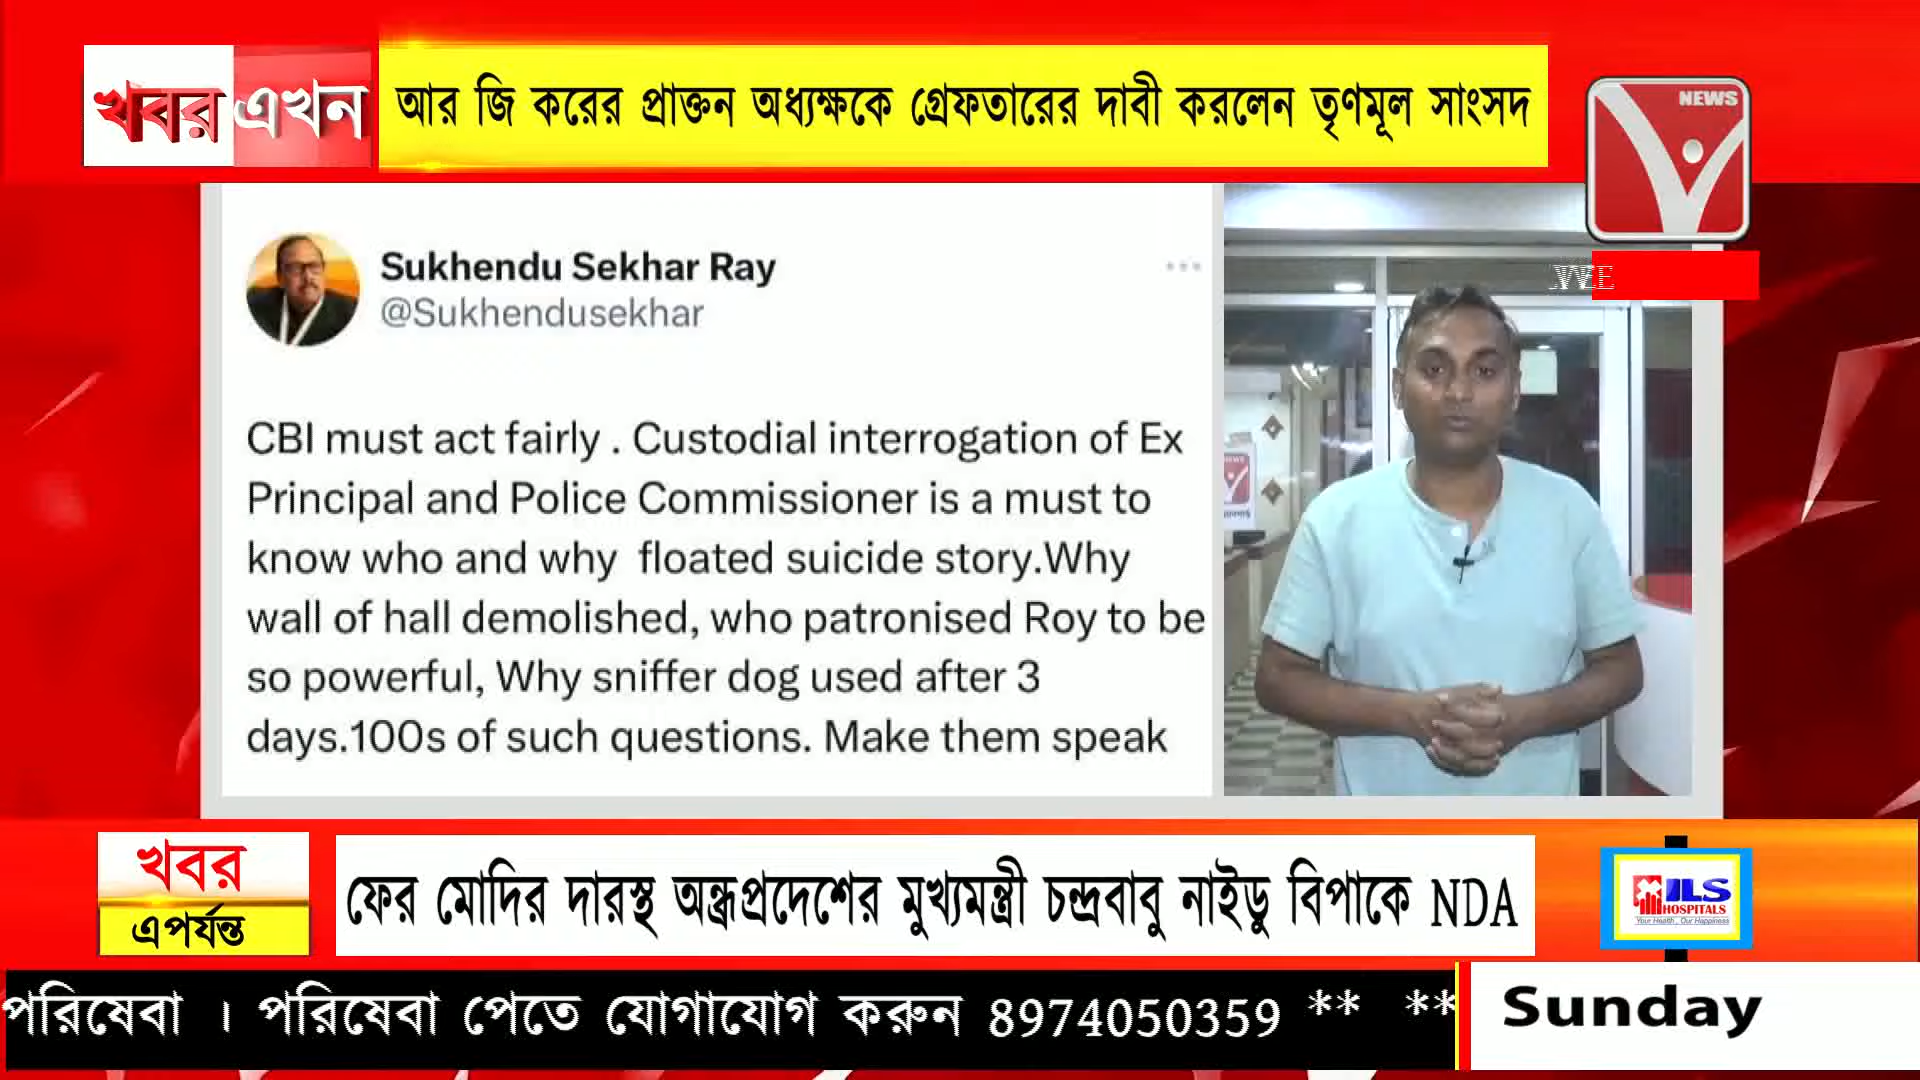 খবর এখন
আর জি করের প্রাক্তন অধ্যক্ষকে গ্রেফতারের দাবী করলেন তৃণমূল সাংসদ
NEWS
Sukhendu Sekhar Ray
@Sukhendusekhar
CBI must act fairly . Custodial interrogation of Ex
Principal and Police Commissioner is a must to
know who and why floated suicide story.Why
wall of hall demolished, who patronised Roy to be
so powerful, Why sniffer dog used after 3
days.100s of such questions. Make them speak
খবর
এপর্যন্ত
ফের মোদির দারস্থ অন্ধ্রপ্রদেশের মুখ্যমন্ত্রী চন্দ্রবাবু নাইডু বিপাকে NDA
ILS
HOSPITALS
Your Health, Our Happiness
পরিষেবা । পরিষেবা পেতে যোগাযোগ করুন 8974050359 ** **
Sunday